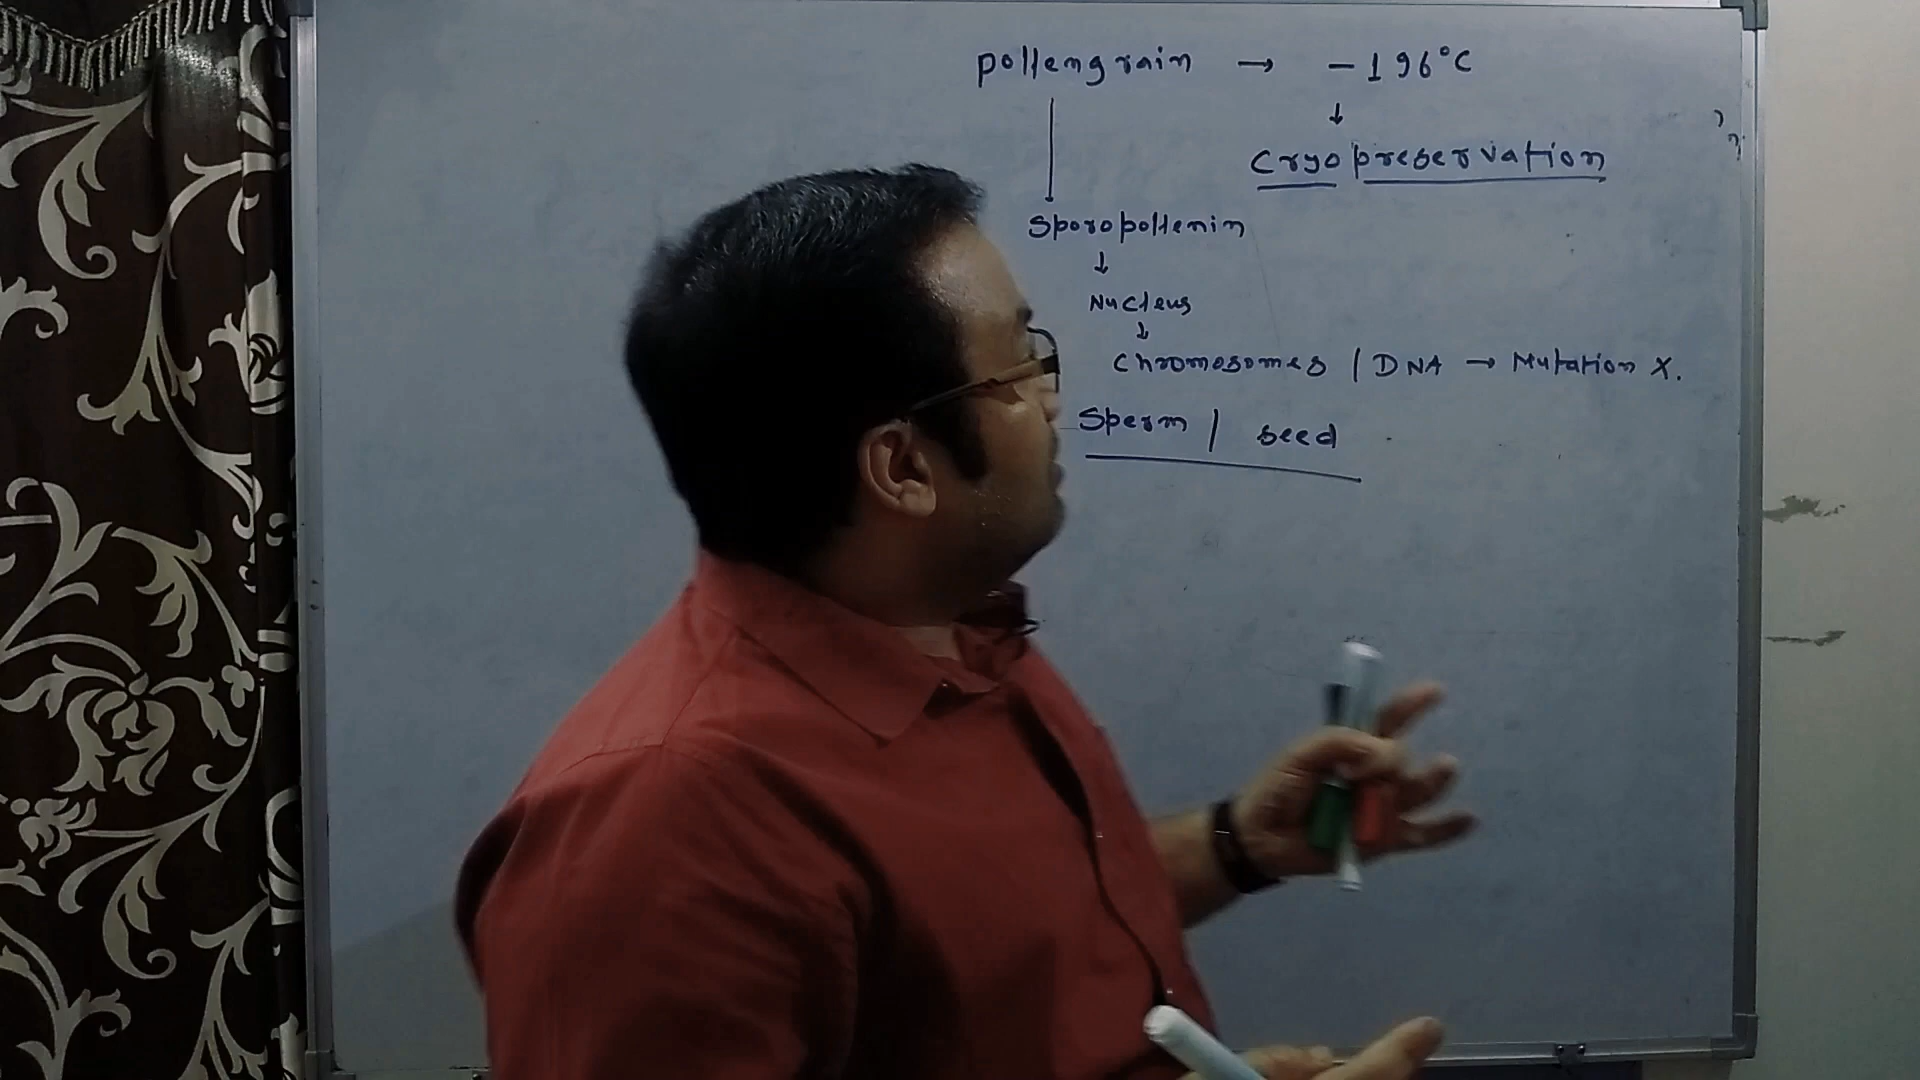 pollengrain → -196°C
↓
Cryopreservation
Sporopollenin
↓
Nucleus
↓
Chromosomes / DNA → Mutation X.
Sperm / seed